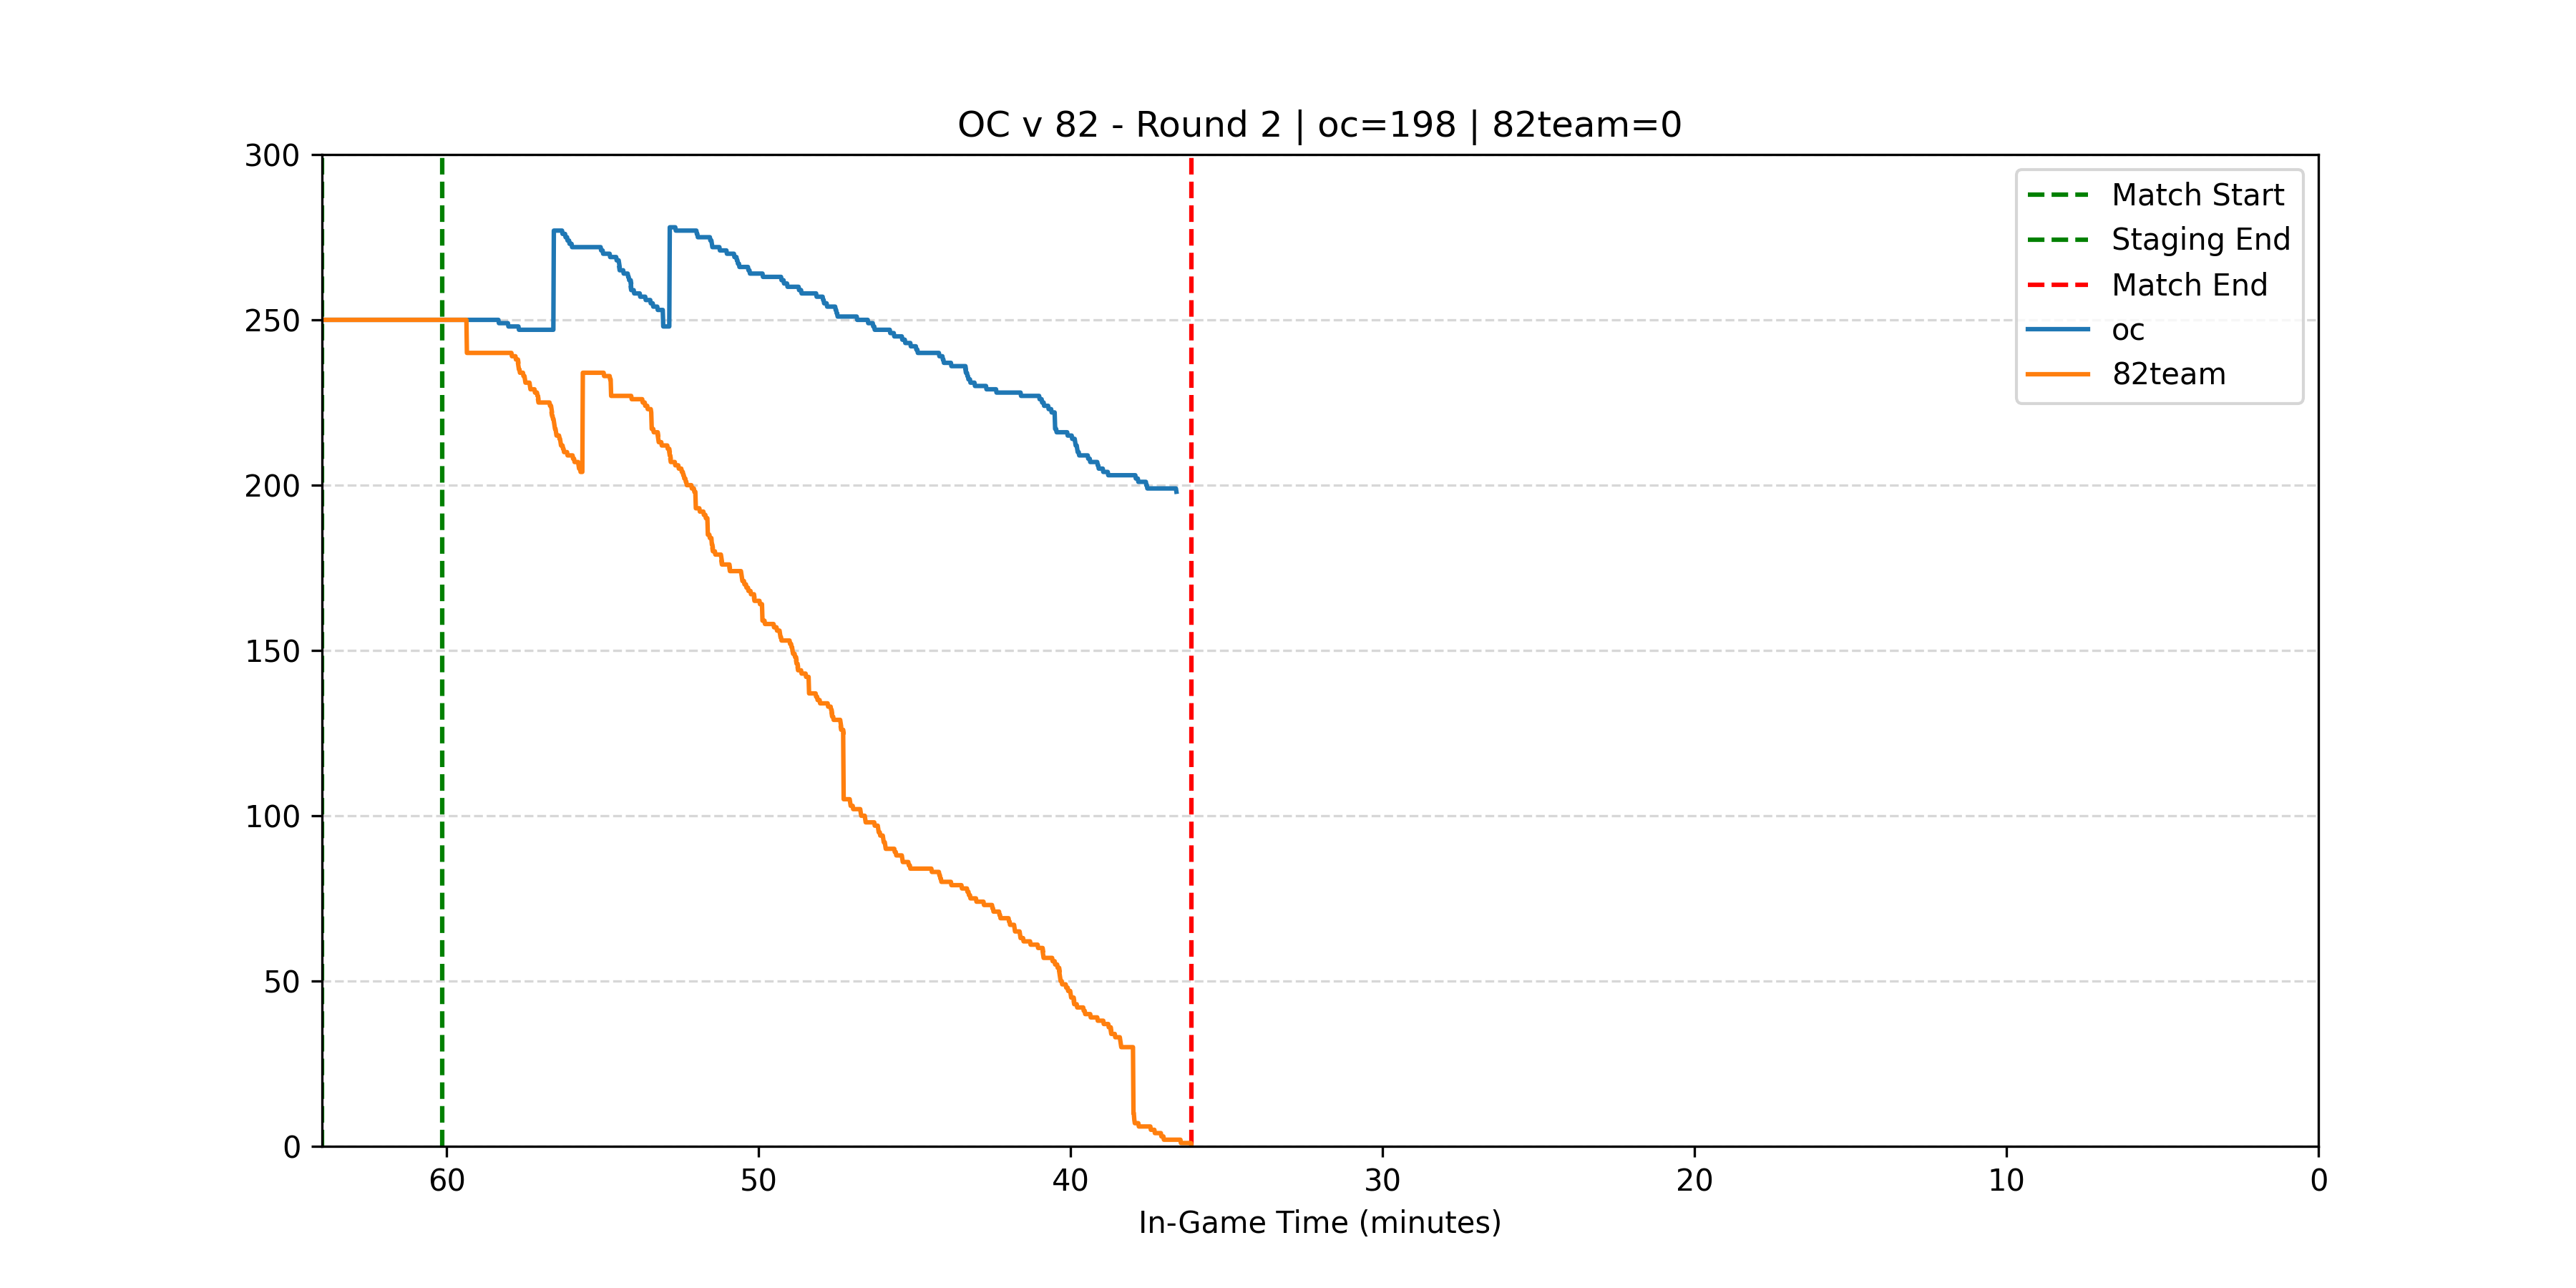 OC v 82 - Round 2 | oc=198 | 82team=0
300
250
200
150
100
50
0
60
50
40
30
20
10
0
In-Game Time (minutes)
Match Start
Staging End
Match End
oc
82team